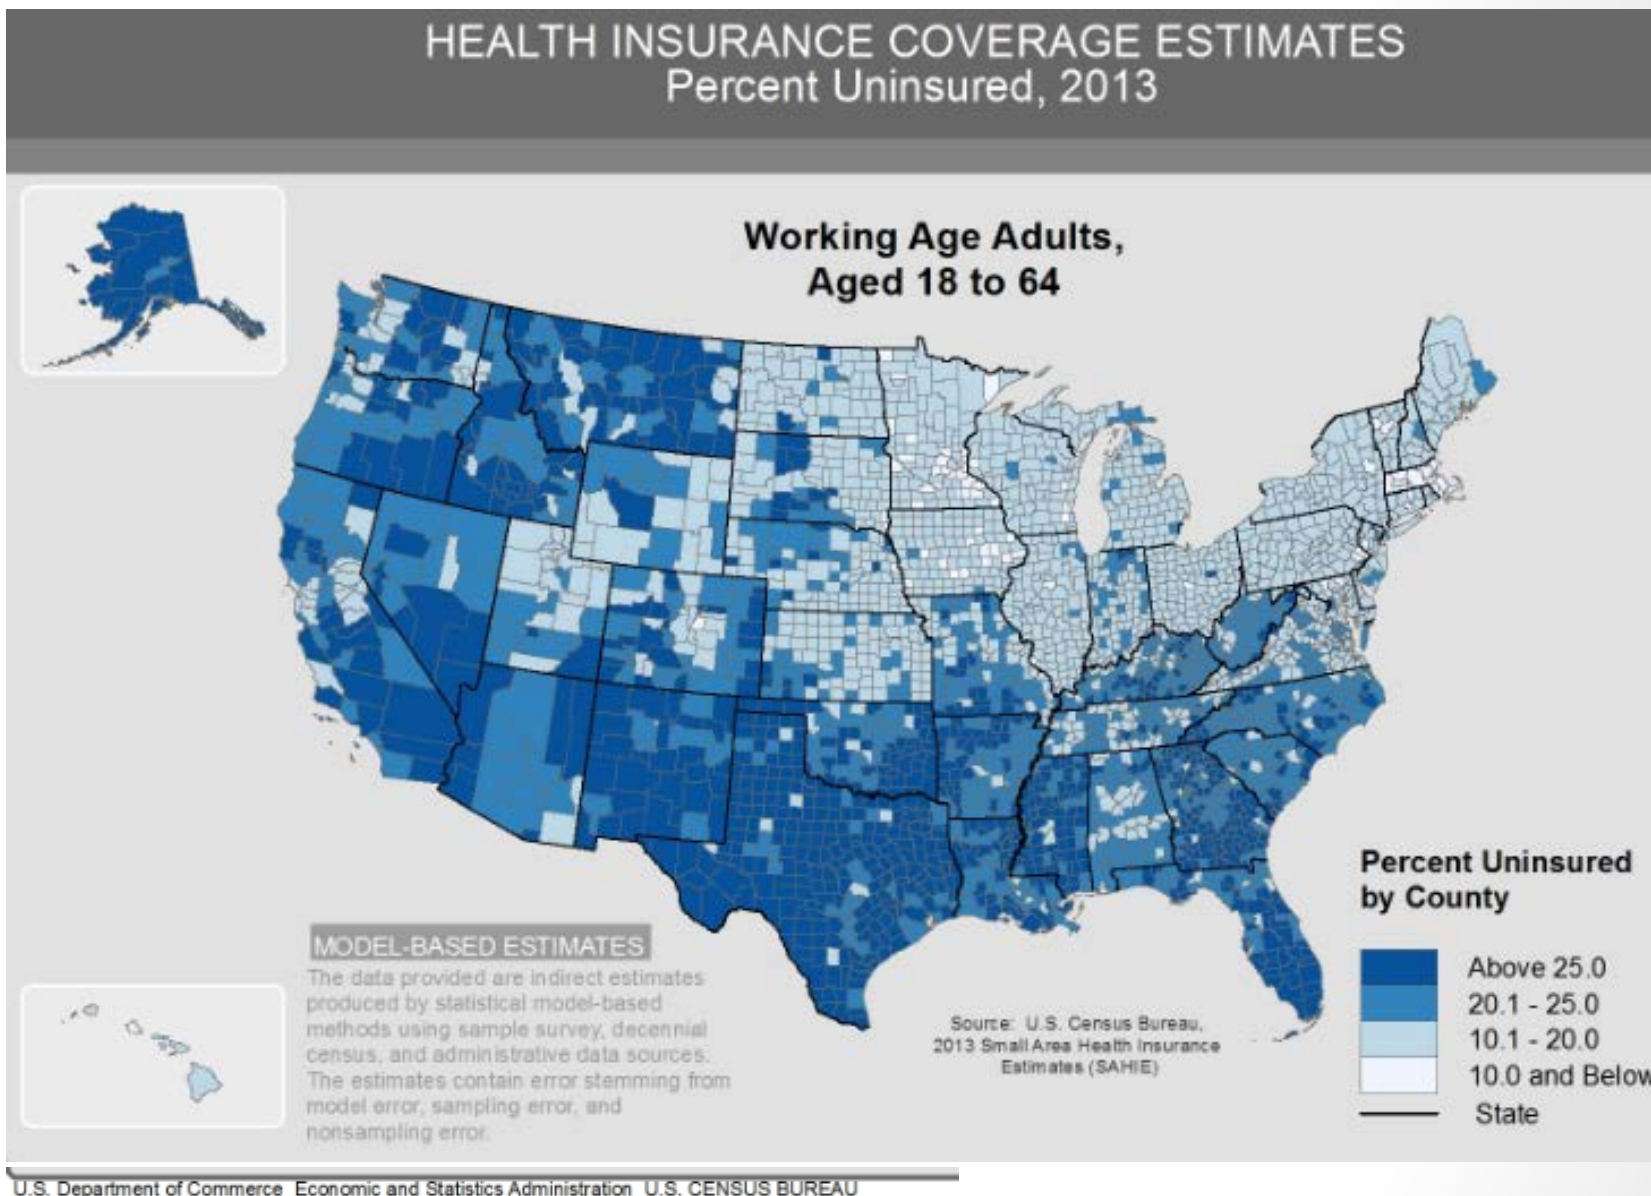 HEALTH INSURANCE COVERAGE ESTIMATES
Percent Uninsured, 2013
Working Age Adults,
Aged 18 to 64
MODEL-BASED ESTIMATES
The data provided are indirect estimates
produced by statistical model-based
methods using sample survey, decennial
census, and administrative data sources.
The estimates contain error stemming from
model error, sampling error, and
nonsampling error.
Source: U.S. Census Bureau,
2013 Small Area Health Insurance
Estimates (SAHIE)
Percent Uninsured
by County
Above 25.0
20.1 - 25.0
10.1 - 20.0
10.0 and Below
State
U.S. Department of Commerce Economic and Statistics Administration U.S. CENSUS BUREAU